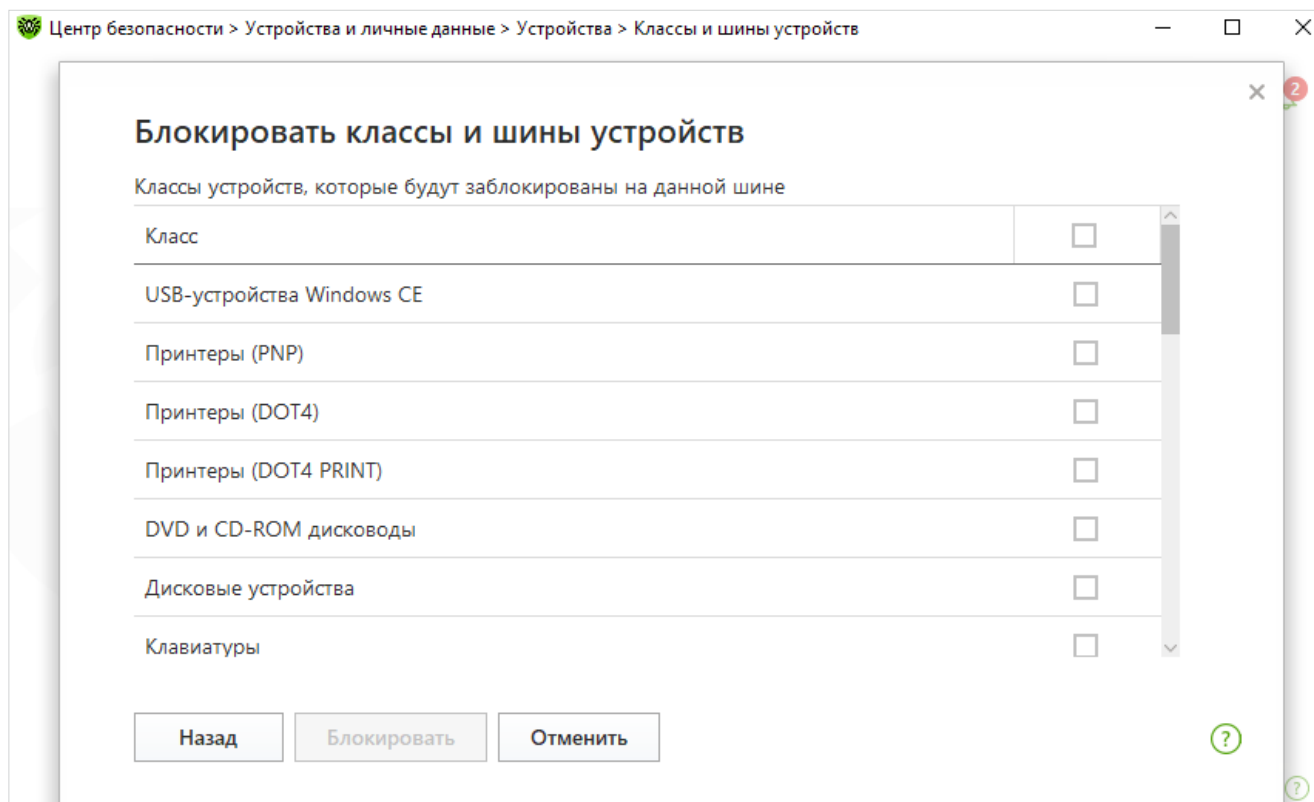 Центр безопасности > Устройства и личные данные > Устройства > Классы и шины устройств
2
Блокировать классы и шины устройств
Классы устройств, которые будут заблокированы на данной шине
Класс
USB-устройства Windows CE
Принтеры (PNP)
Принтеры (DOT4)
Принтеры (DOT4 PRINT)
DVD и CD-ROM дисководы
Дисковые устройства
Клавиатуры
Назад Блокировать Отменить ?
?